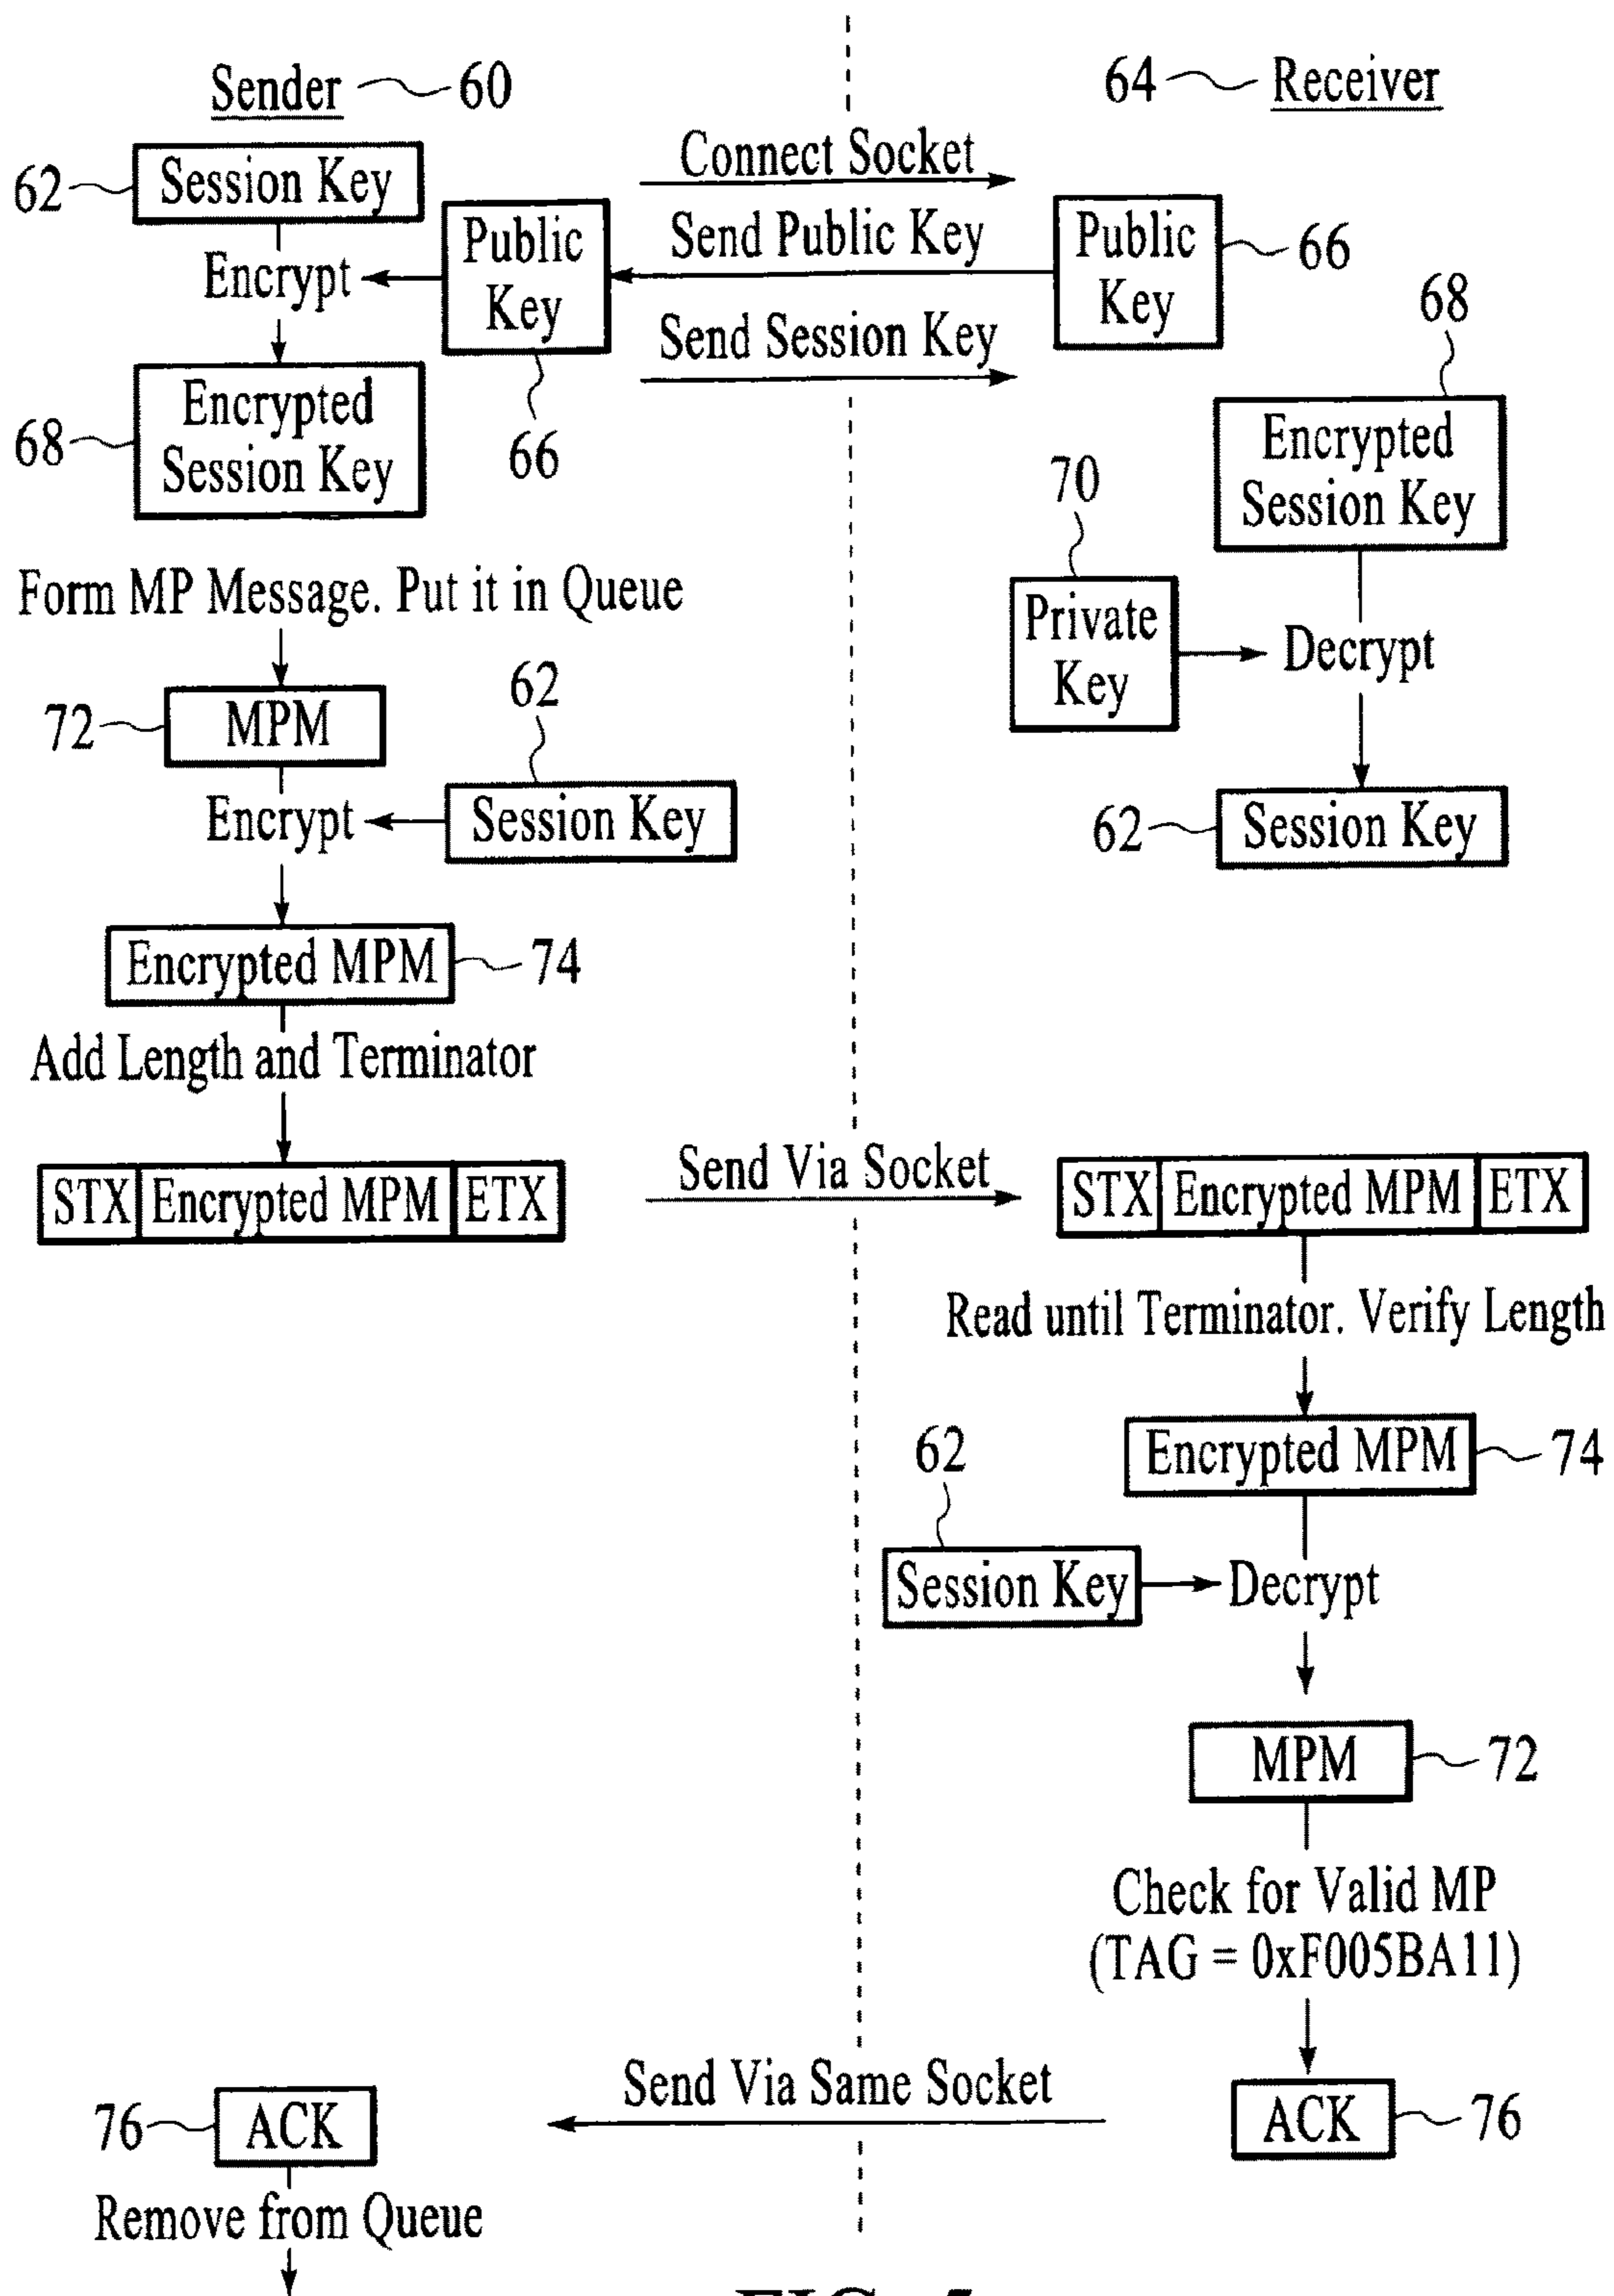 Sender 60
64 Receiver
62 Session Key
Connect Socket
Public
Key
Send Public Key
Public
Key
66
Encrypt
68
Send Session Key
68
Encrypted
Session Key
66
Encrypted
Session Key
70
Form MP Message. Put it in Queue
Private
Key
Decrypt
62
72 MPM
Encrypt
Session Key
62 Session Key
Encrypted MPM 74
Add Length and Terminator
STX Encrypted MPM ETX
Send Via Socket
STX Encrypted MPM ETX
Read until Terminator. Verify Length
62
Encrypted MPM 74
Session Key
Decrypt
MPM 72
Check for Valid MP
(TAG = 0xF005BA11)
Send Via Same Socket
76 ACK
ACK 76
Remove from Queue